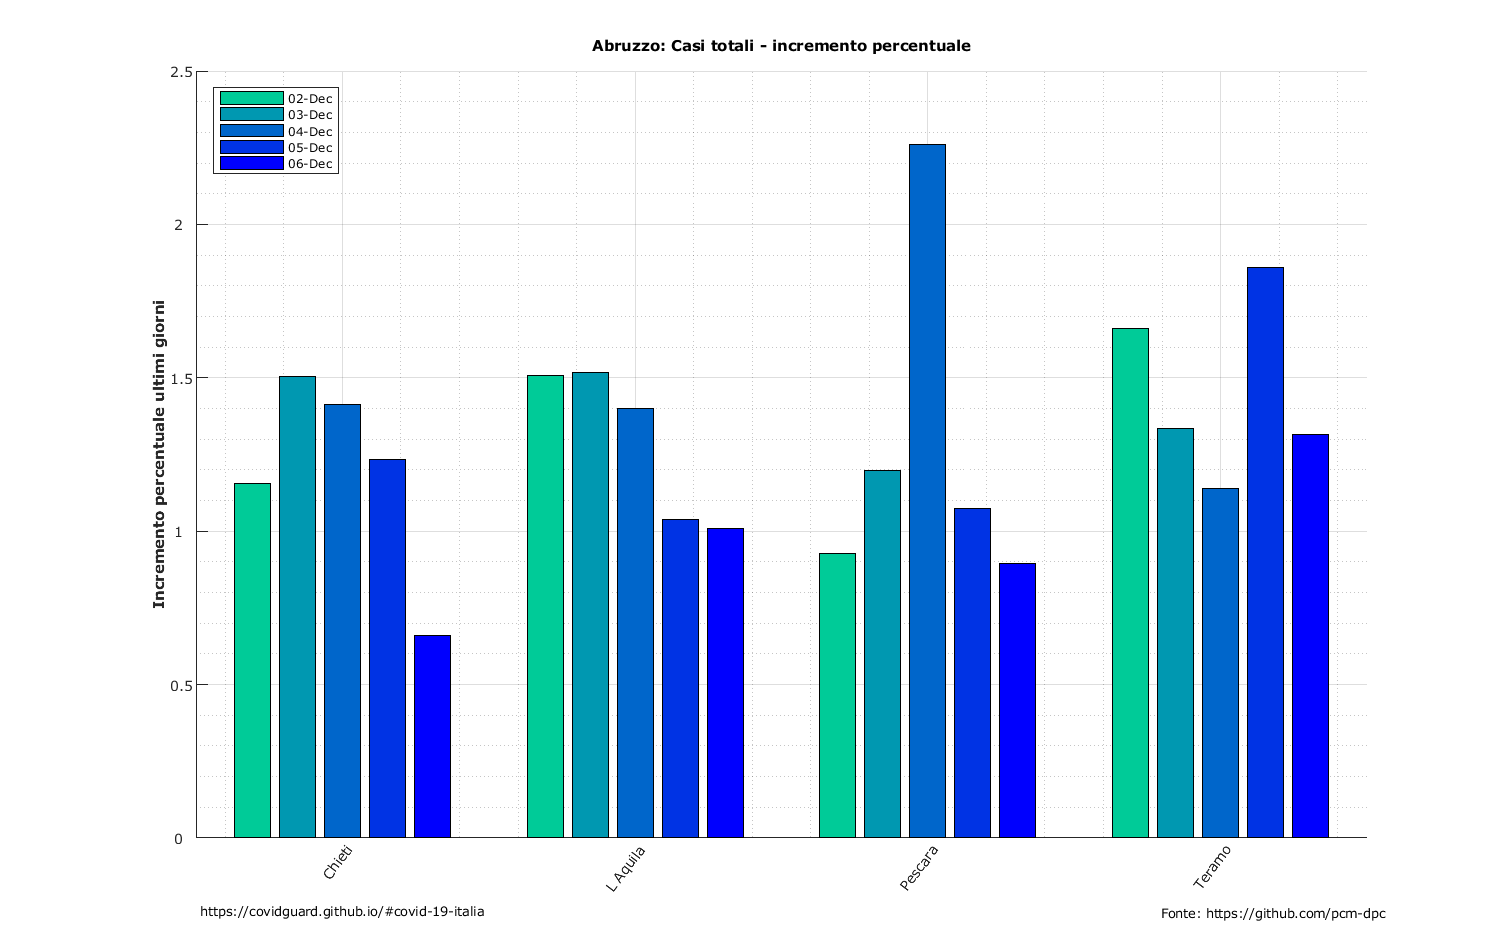 Abruzzo: Casi totali - incremento percentuale
2.5
2
1.5
1
0.5
0
Incremento percentuale ultimi giorni
02-Dec
03-Dec
04-Dec
05-Dec
06-Dec
Chieti
L Aquila
Pescara
Teramo
https://covidguard.github.io/#covid-19-italia
Fonte: https://github.com/pcm-dpc